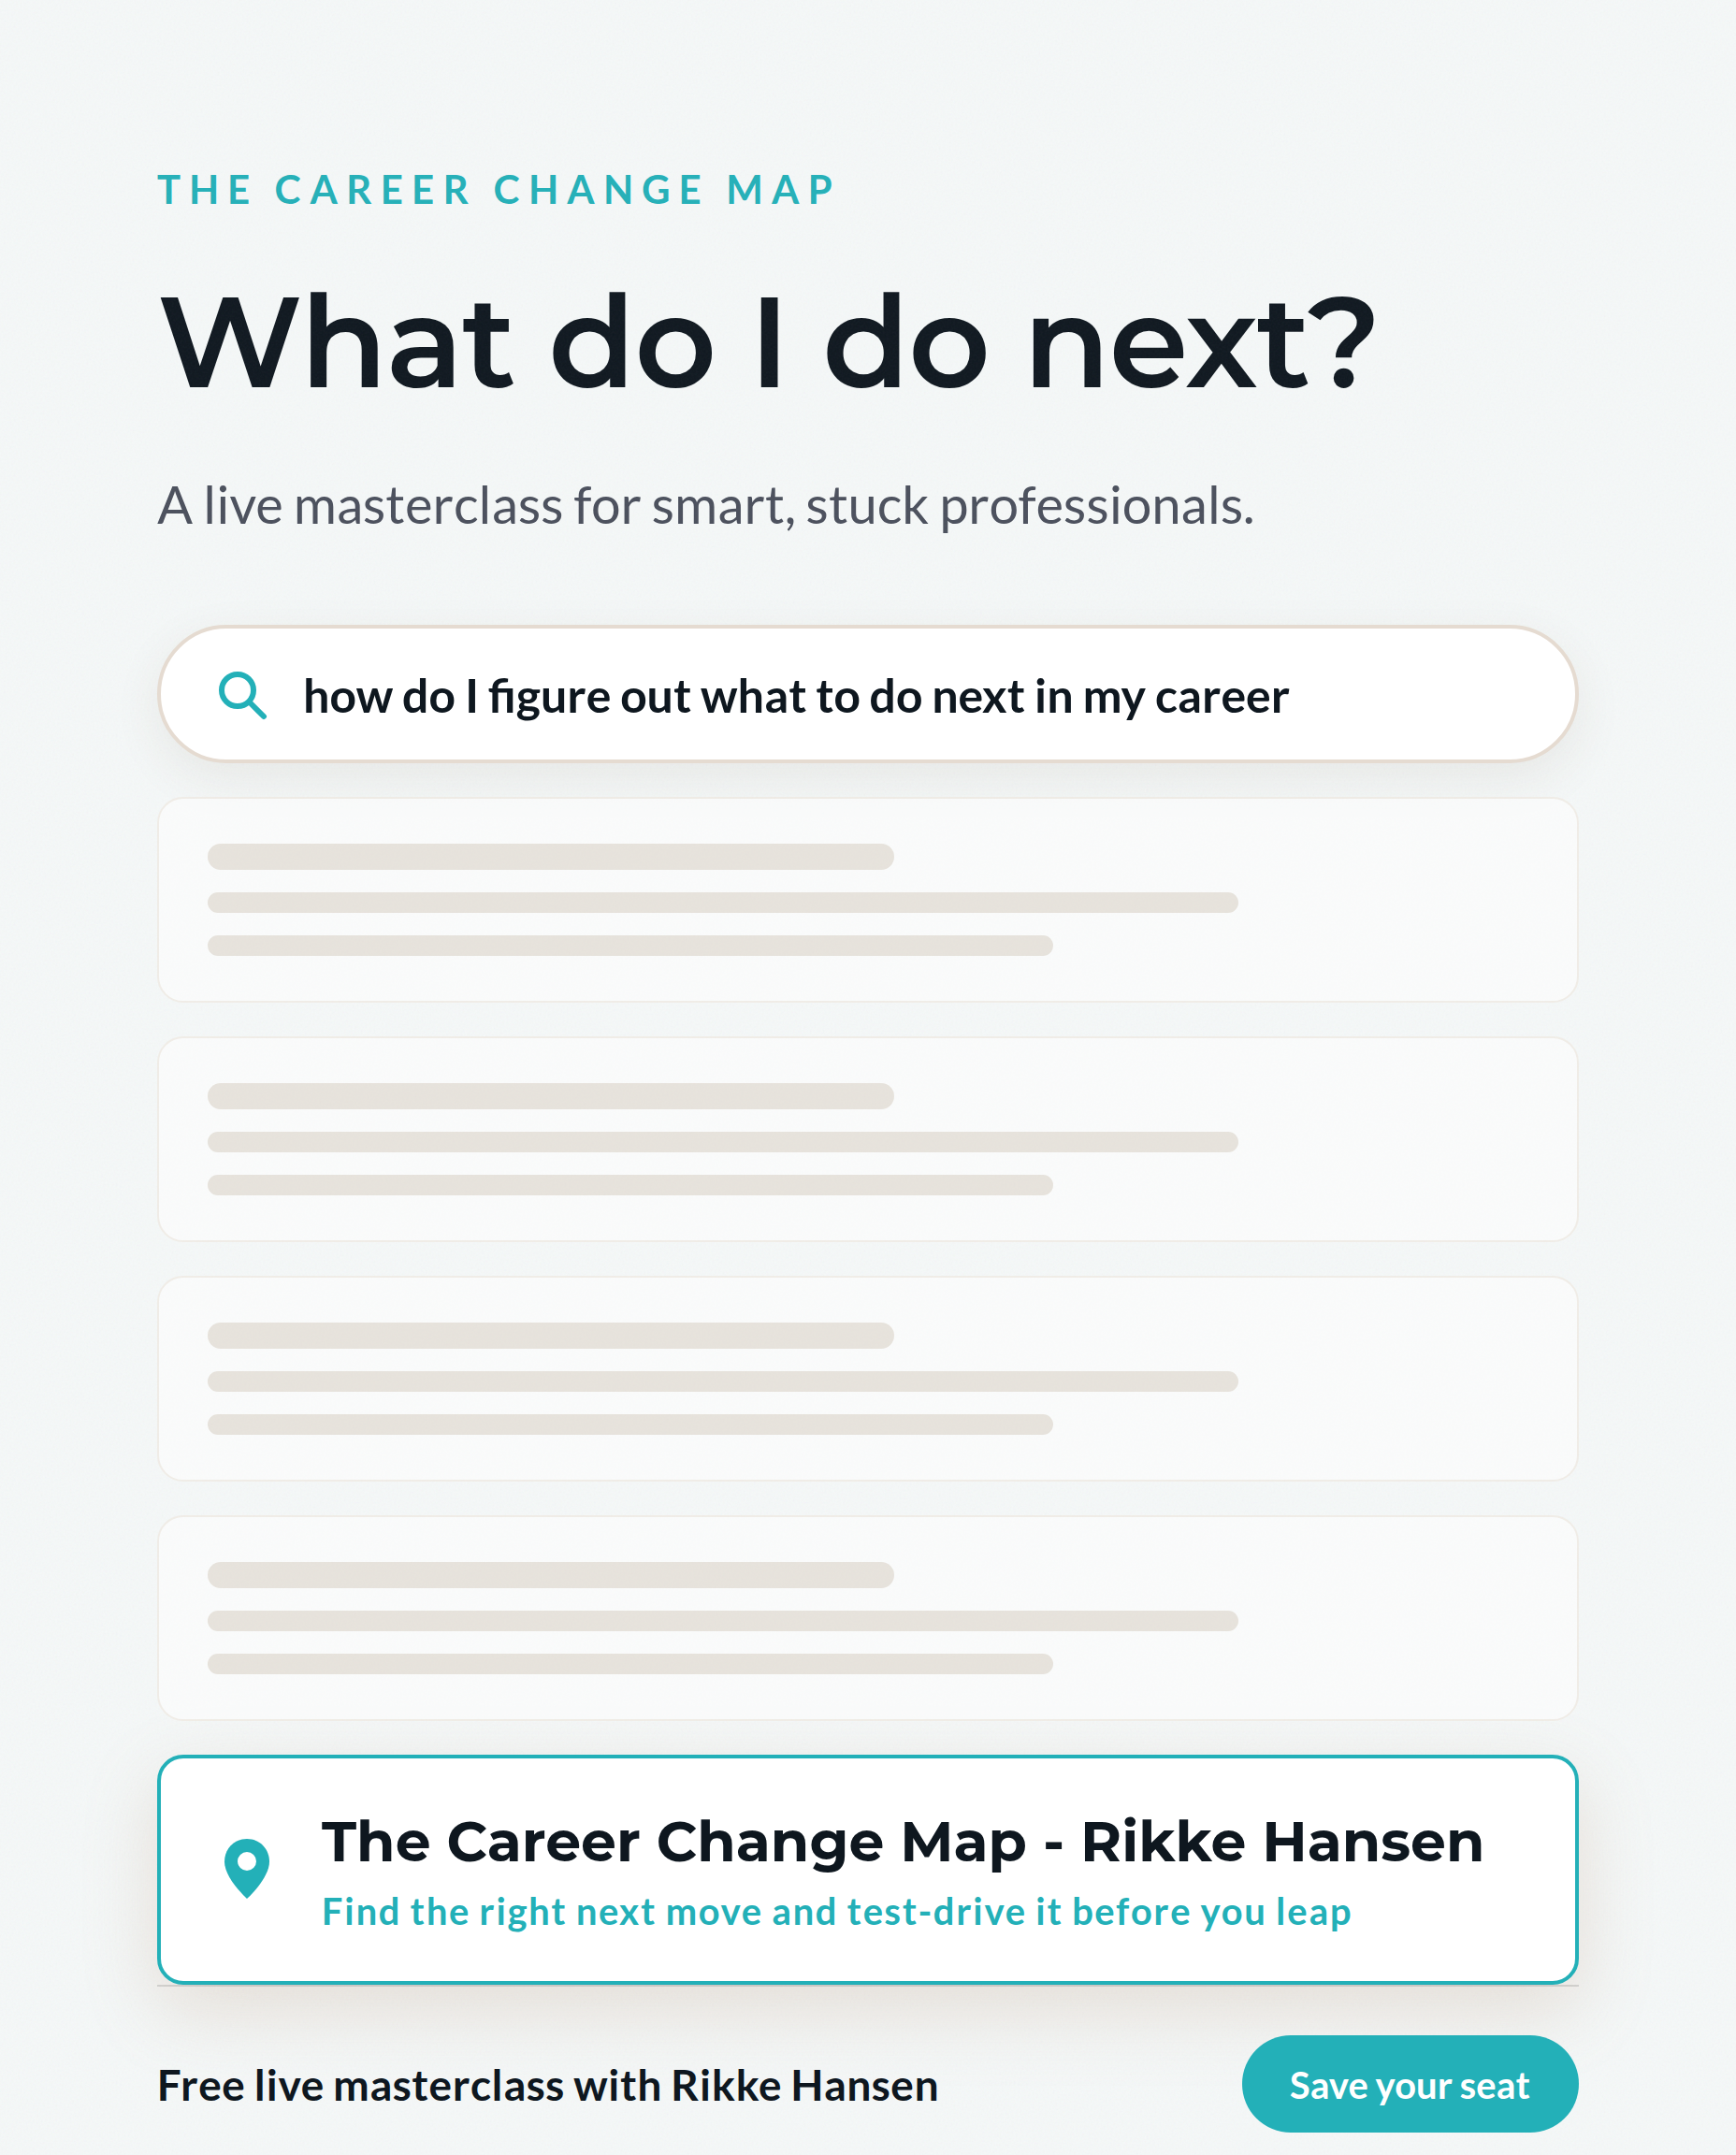 THE CAREER CHANGE MAP
What do I do next?
A live masterclass for smart, stuck professionals.
how do I figure out what to do next in my career
The Career Change Map - Rikke Hansen
Find the right next move and test-drive it before you leap
Free live masterclass with Rikke Hansen
Save your seat